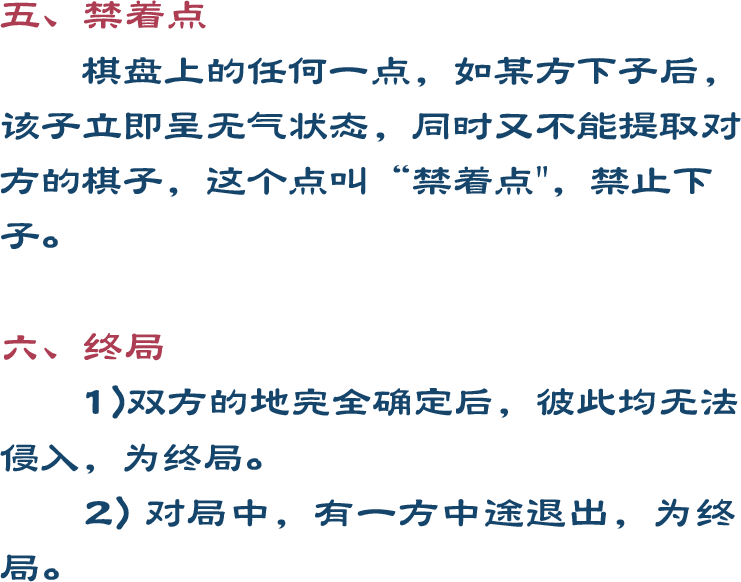 五、禁着点
棋盘上的任何一点，如某方下子后，
该子立即呈无气状态，同时又不能提取对
方的棋子，这个点叫“禁着点"，禁止下
子。
六、终局
1)双方的地完全确定后，彼此均无法
侵入，为终局。
2) 对局中，有一方中途退出，为终
局。